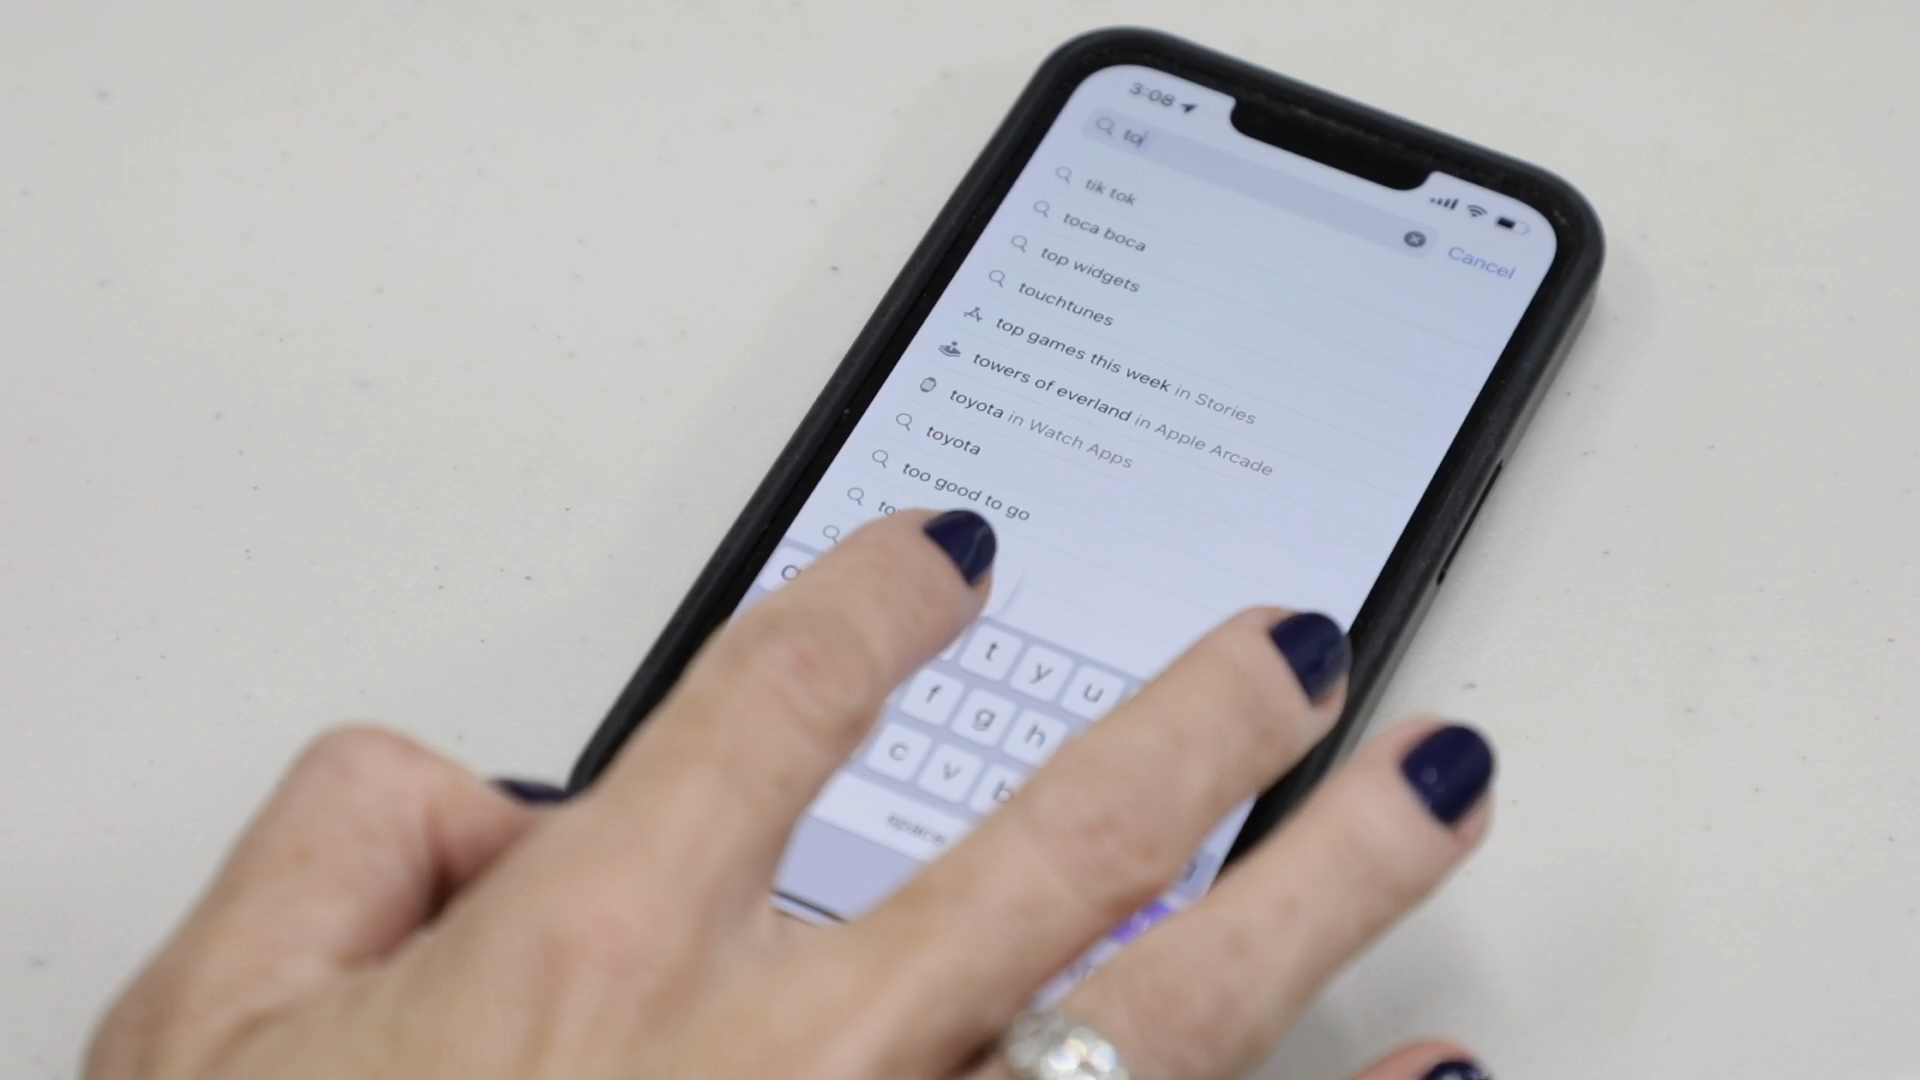 3:08
to
Cancel
tik tok
toca boca
top widgets
touchtunes
top games this week in Stories
towers of everland in Apple Arcade
toyota in Watch Apps
toyota
too good to go
to
q
t y u
f g h
c v b
space